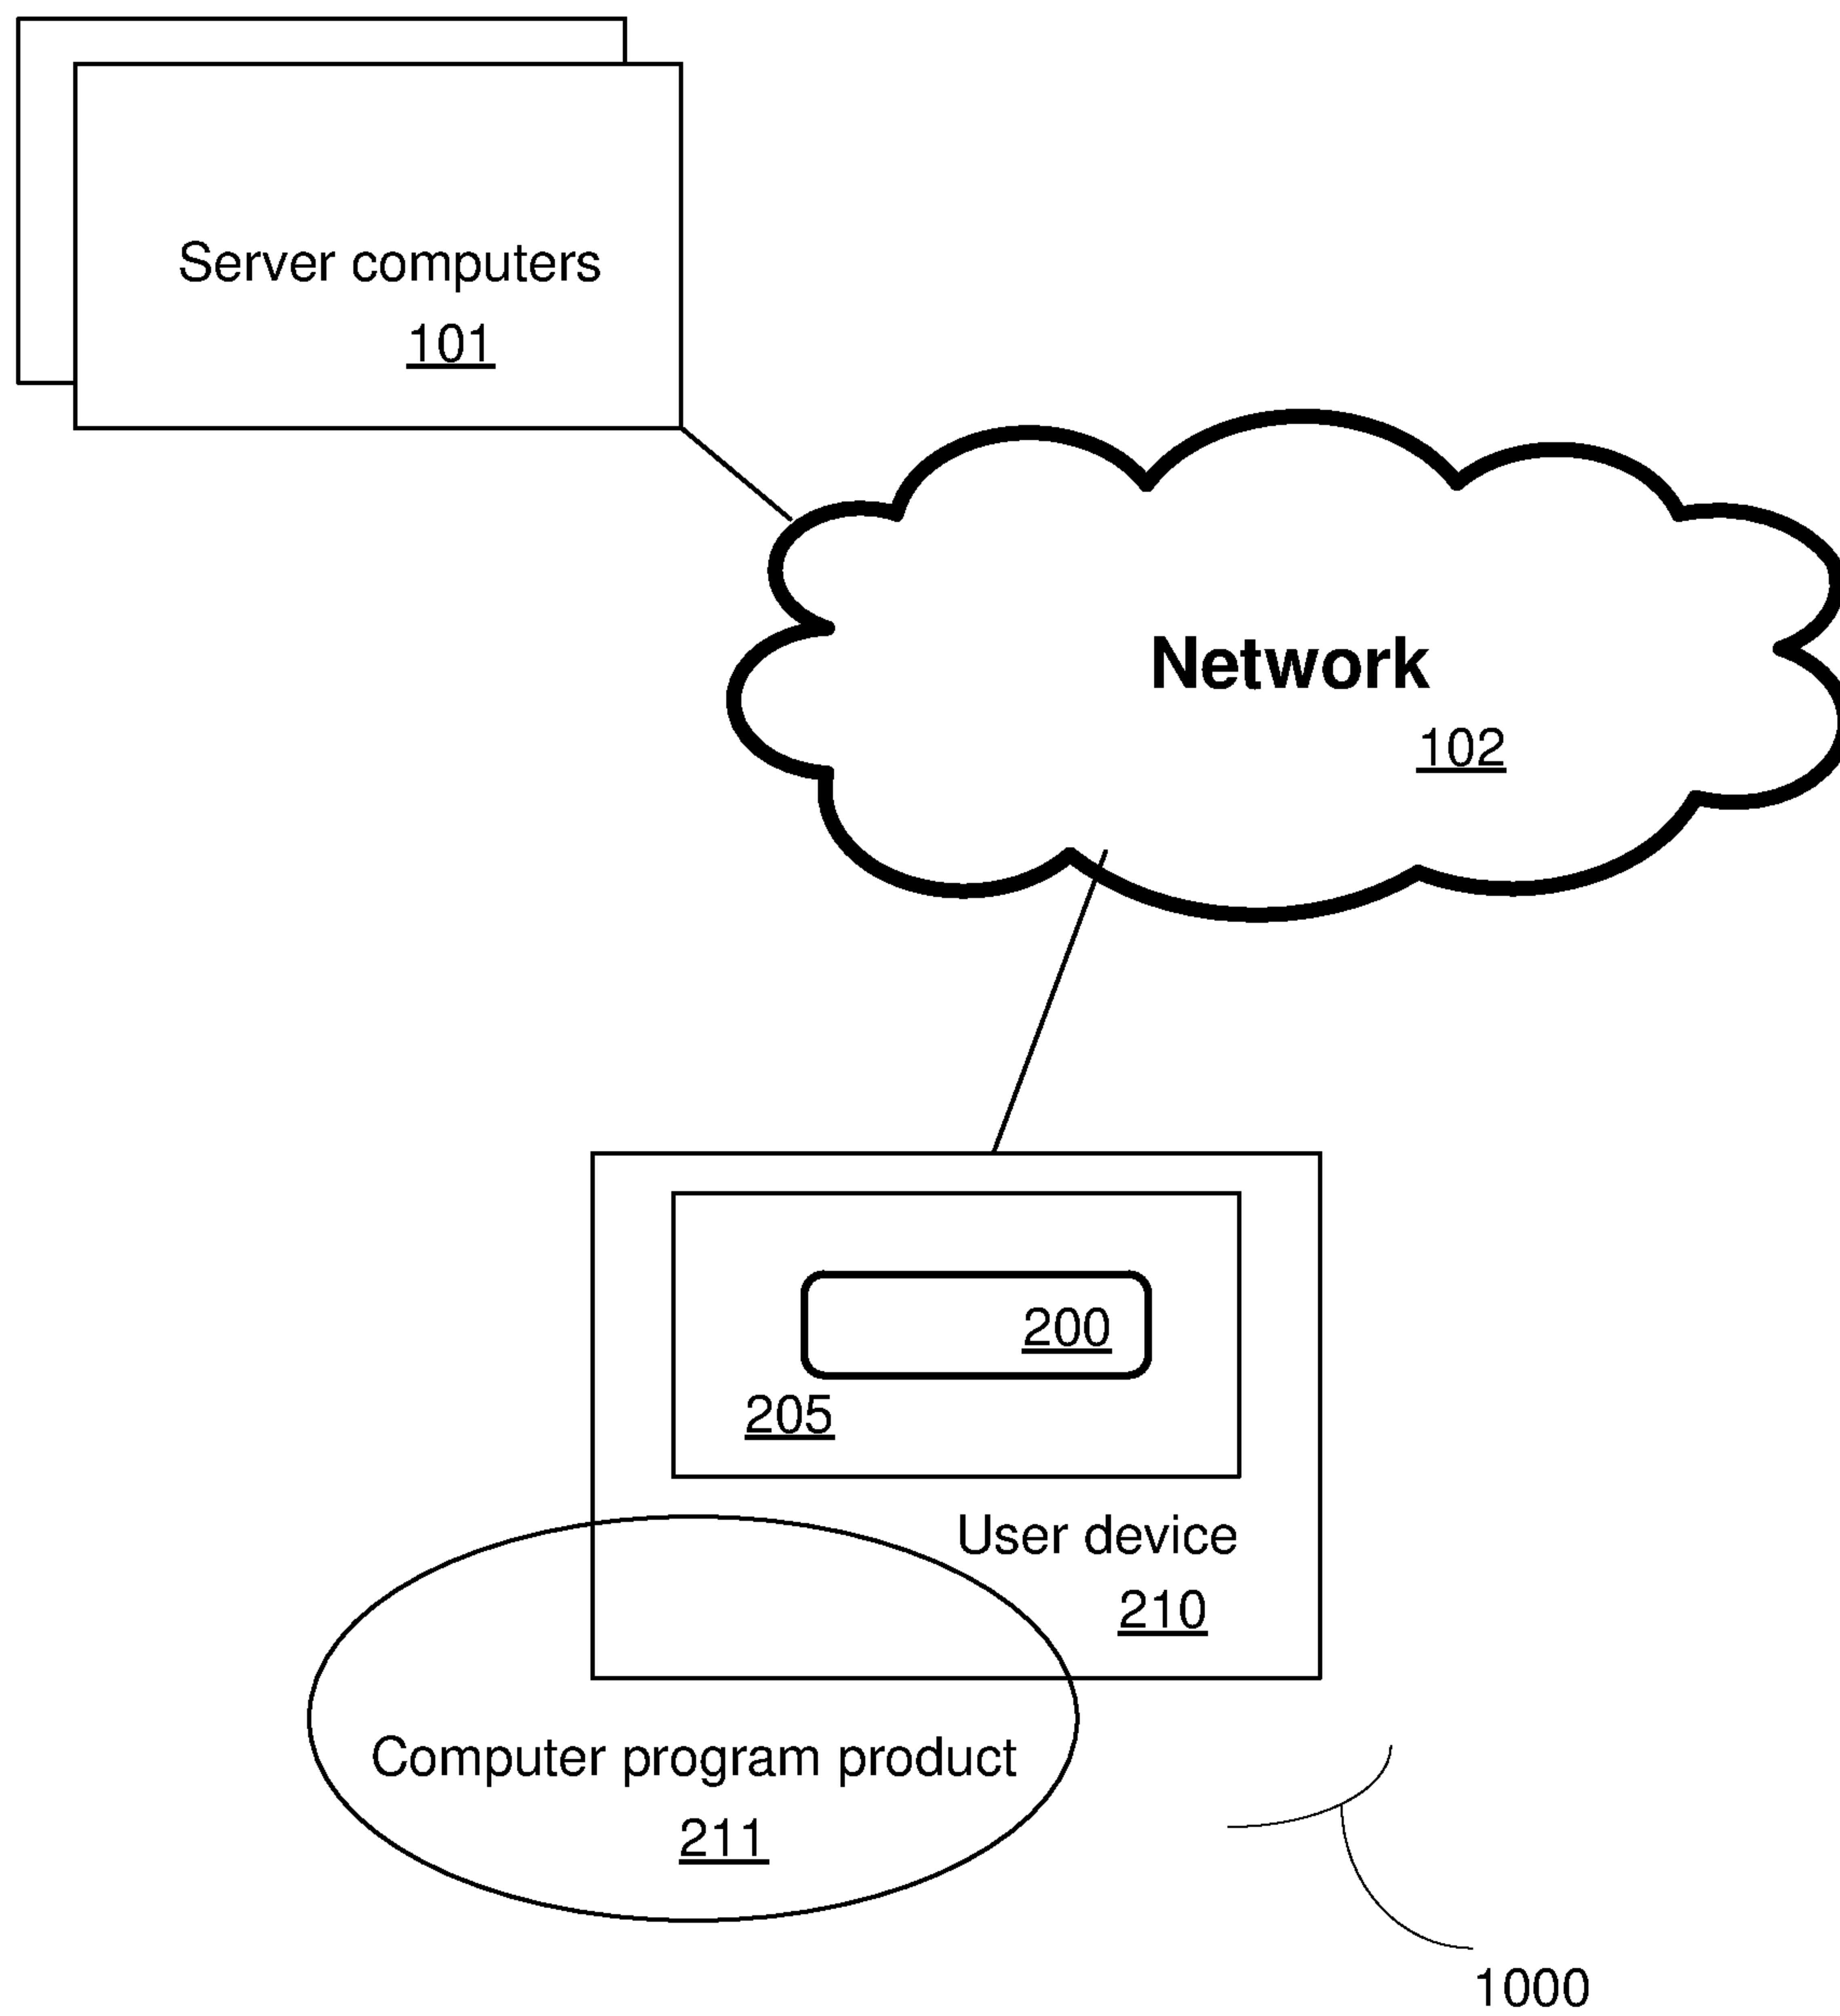 Server computers
101
Network
102
200
205
User device
210
Computer program product
211
1000